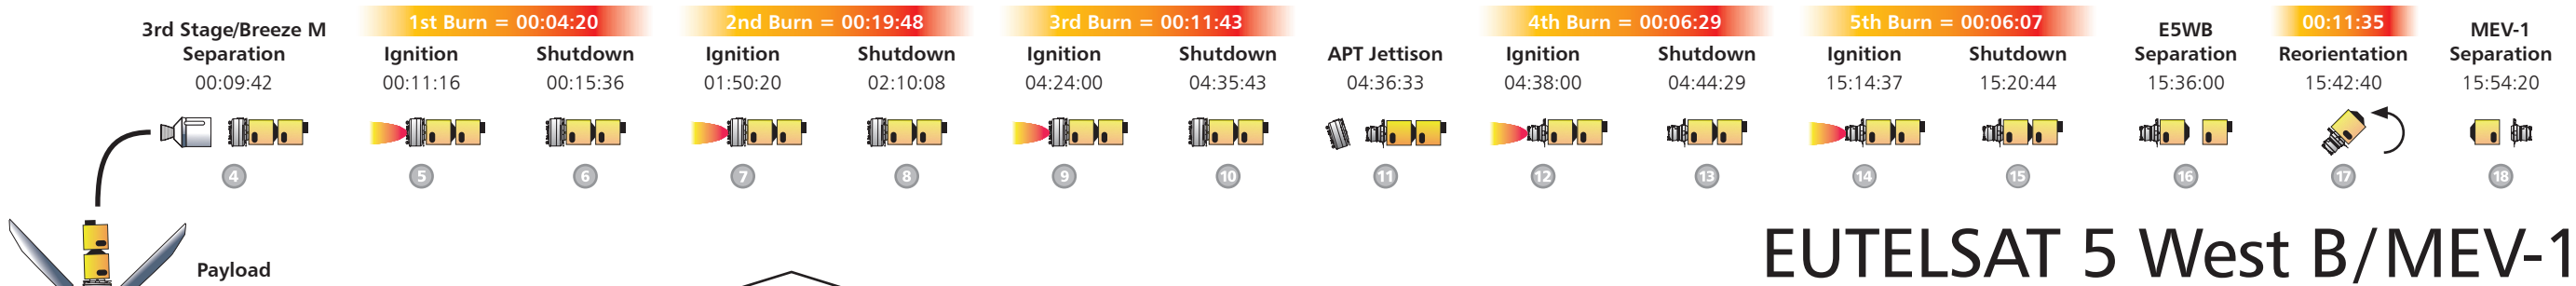 1st Burn = 00:04:20
2nd Burn = 00:19:48
3rd Burn = 00:11:43
4th Burn = 00:06:29
5th Burn = 00:06:07
00:11:35
3rd Stage/Breeze M
Separation
00:09:42
4
Ignition
00:11:16
5
Shutdown
00:15:36
6
Ignition
01:50:20
7
Shutdown
02:10:08
8
Ignition
04:24:00
9
Shutdown
04:35:43
10
APT Jettison
04:36:33
11
Ignition
04:38:00
12
Shutdown
04:44:29
13
Ignition
15:14:37
14
Shutdown
15:20:44
15
E5WB
Separation
15:36:00
16
Reorientation
15:42:40
17
MEV-1
Separation
15:54:20
18
Payload
EUTELSAT 5 West B/MEV-1